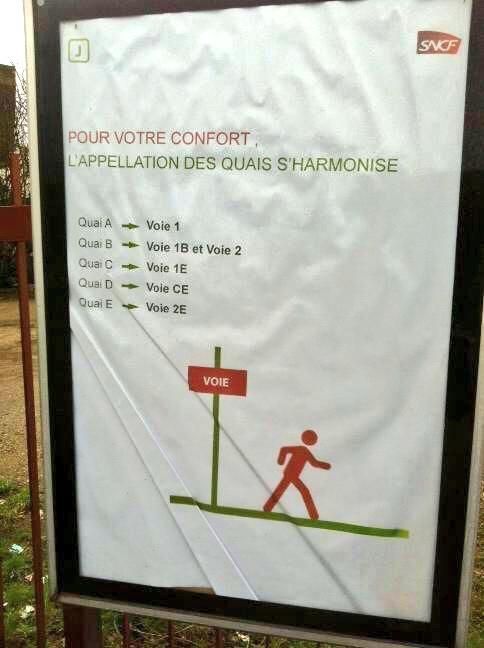 J
SNCF
POUR VOTRE CONFORT ,
L'APPELLATION DES QUAIS S'HARMONISE
Quai A → Voie 1
Quai B → Voie 1B et Voie 2
Quai C → Voie 1E
Quai D → Voie CE
Quai E → Voie 2E
VOIE